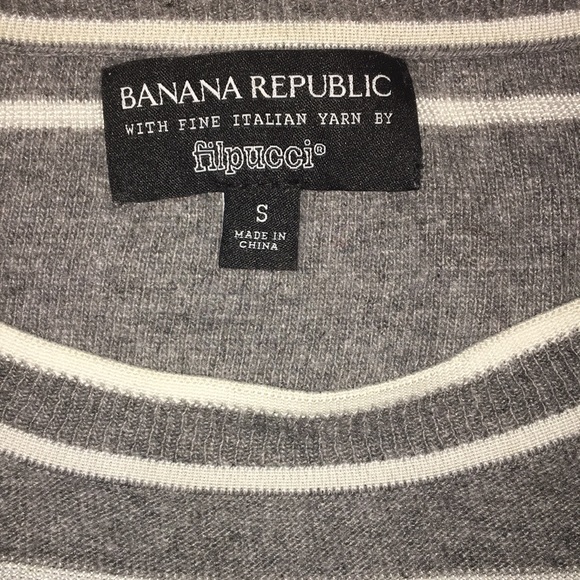 BANANA REPUBLIC
WITH FINE ITALIAN YARN BY
filpucci®
S
MADE IN
CHINA